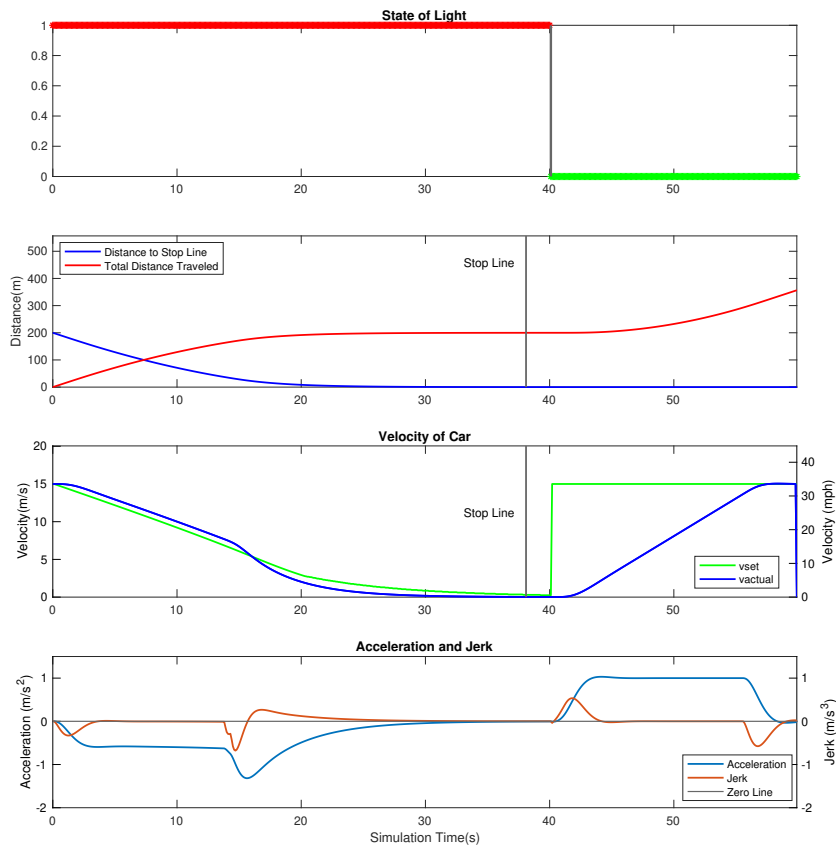 State of Light
1
0.8
0.6
0.4
0.2
0
0 10 20 30 40 50
Distance to Stop Line
Total Distance Traveled
Stop Line
Distance(m)
500
400
300
200
100
0
0 10 20 30 40 50
Velocity of Car
Velocity(m/s)
20
15
10
5
0
Stop Line
vset
vactual
40
30
20
10
0
Velocity (mph)
0 10 20 30 40 50
Acceleration and Jerk
Acceleration (m/s²)
1
0
-1
-2
Acceleration
Jerk
Zero Line
1
0
-1
-2
Jerk (m/s³)
0 10 20 30 40 50
Simulation Time(s)